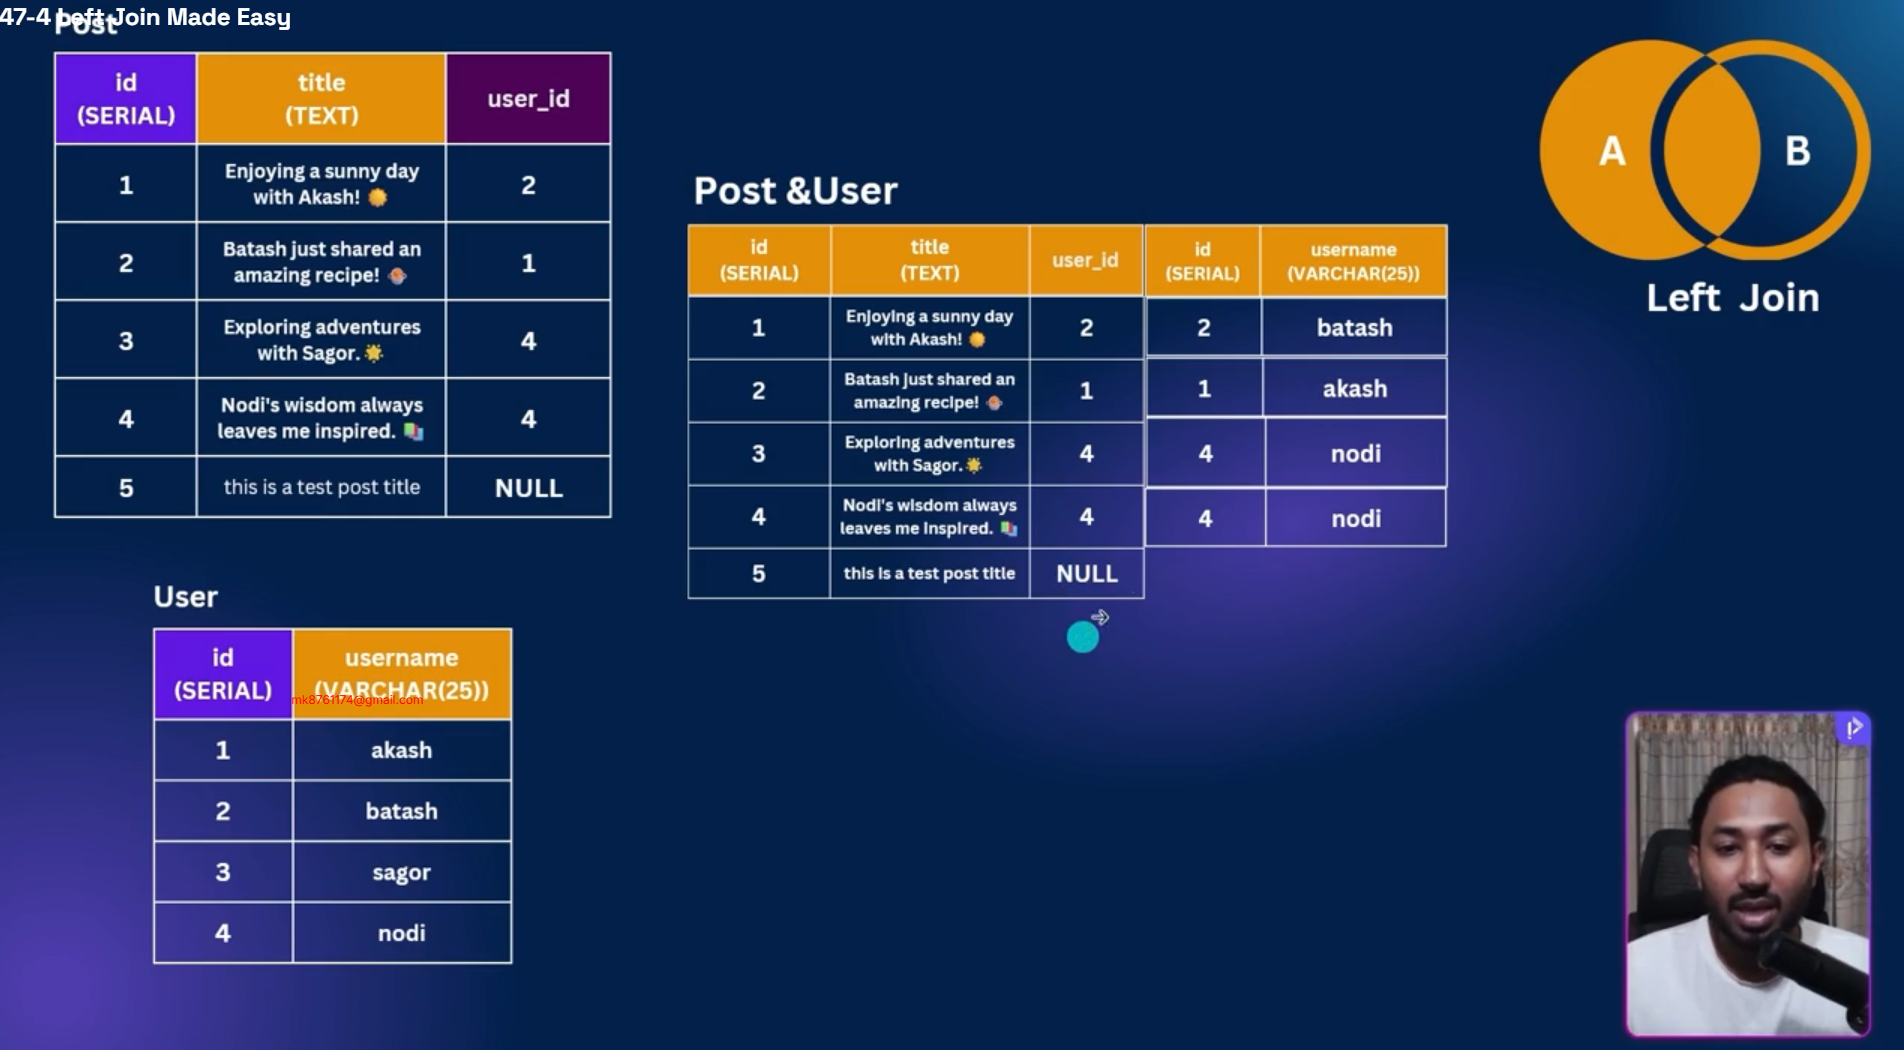 47-4 Left Join Made Easy
Post
id
(SERIAL)
title
(TEXT)
user_id
1
Enjoying a sunny day
with Akash!
2
2
Batash just shared an
amazing recipe!
1
3
Exploring adventures
with Sagor.
4
4
Nodi's wisdom always
leaves me inspired.
4
5
this is a test post title
NULL
User
id
(SERIAL)
username
(VARCHAR(25))
mk8761174@gmail.com
1
akash
2
batash
3
sagor
4
nodi
Post &User
id
(SERIAL)
title
(TEXT)
user_id
id
(SERIAL)
username
(VARCHAR(25))
1
Enjoying a sunny day
with Akash!
2
2
batash
2
Batash just shared an
amazing recipe!
1
1
akash
3
Exploring adventures
with Sagor.
4
4
nodi
4
Nodi's wisdom always
leaves me inspired.
4
4
nodi
5
this is a test post title
NULL
A
B
Left Join